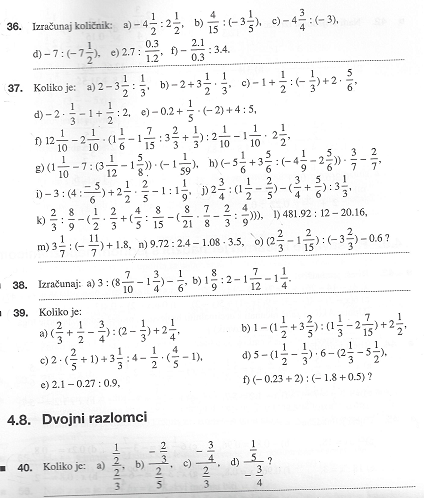 36. Izračunaj količnik: a) – 4 1/2 : 2 1/2, b) 4/15 : (– 3 1/5), c) – 4 3/4 : (– 3),
d) – 7 : (– 7 1/2), e) 2.7 : 0.3/1.2, f) – 2.1/0.3 : 3.4.
37. Koliko je: a) 2 – 3 1/2 : 1/3, b) – 2 + 3 1/2 · 1/3, c) – 1 + 1/2 : (– 1/3) + 2 · 5/6,
d) – 2 · 1/3 – 1 + 1/2 : 2, e) – 0.2 + 1/5 · (– 2) + 4 : 5,
f) 12 1/10 – 2 1/10 · (1 1/6 – 1 7/15 : 3 2/3 + 1/3) : 2 1/10 – 1 1/10 · 2 1/2,
g) (1 1/10 – 7 : (3 1/12 – 1 5/8)) · (– 1 1/59), h) (– 5 1/6 + 3 5/6 : (– 4 1/9 – 2 5/6)) · 3/7 – 2/7,
i) – 3 : (4 : –5/6) + 2 1/2 · 2/5 – 1 : 1 1/9, j) 2 3/4 : (1 1/2 – 2/5) – (3/4 + 5/6) : 3 1/3,
k) 2/3 : 8/9 – (1/2 · 2/3 + (4/5 : 8/15 – (8/21 · 7/8 – 2/3 : 4/9))), l) 481.92 : 12 – 20.16,
m) 3 1/7 : (– 11/7) + 1.8, n) 9.72 : 2.4 – 1.08 · 3.5, o) (2 2/3 – 1 2/15) : (– 3 2/3) – 0.6 ?
38. Izračunaj: a) 3 : (8 7/10 – 1 3/4) – 1/6, b) 1 8/9 : 2 – 1 7/12 – 1 1/4.
39. Koliko je:
a) (2/3 + 1/2 – 3/4) : (2 – 1/3) + 2 1/4, b) 1 – (1 1/2 + 3 2/5) : (1 1/3 – 2 7/15) + 2 1/2,
c) 2 · (2/5 + 1) + 3 1/3 : 4 – 1/2 · (4/5 – 1), d) 5 – (1 1/2 – 1/3) · 6 – (2 1/3 – 5 1/2),
e) 2.1 – 0.27 : 0.9, f) (– 0.23 + 2) : (– 1.8 + 0.5) ?
4.8. Dvojni razlomci
40. Koliko je: a) (1/2)/(2/3), b) (– 2/3)/(2/5), c) (– 3/4)/(2/3), d) (1/5)/(– 3/4) ?